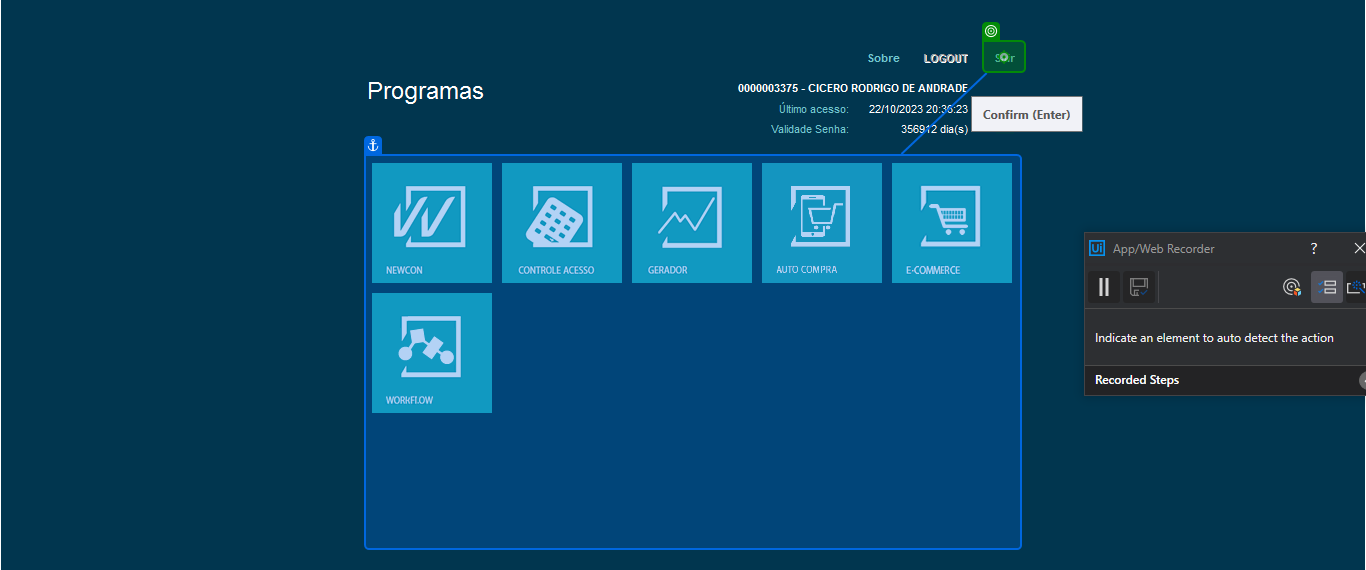 Sobre LOGOUT Sair
Programas
0000003375 - CICERO RODRIGO DE ANDRADE
Último acesso: 22/10/2023 20:36:23
Validade Senha: 356912 dia(s)
Confirm (Enter)
NEWCON
CONTROLE ACESSO
GERADOR
AUTO COMPRA
E-COMMERCE
WORKFLOW
Ui App/Web Recorder ?
Indicate an element to auto detect the action
Recorded Steps